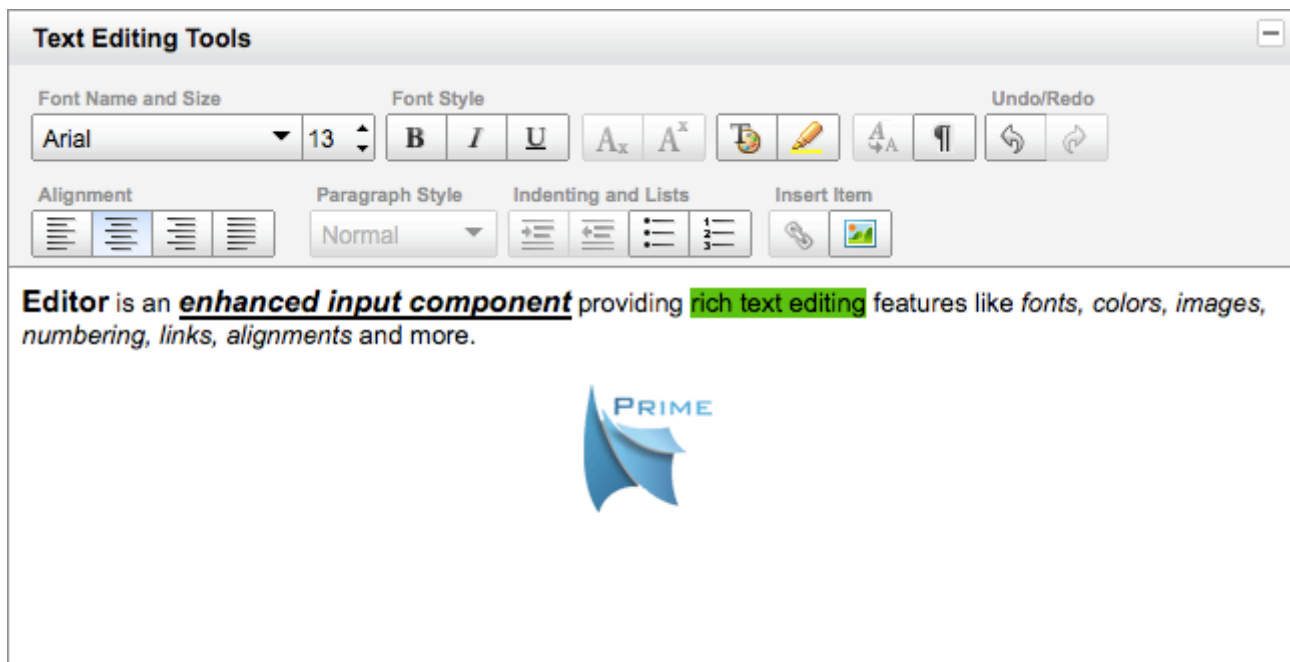 Text Editing Tools
Font Name and Size Font Style Undo/Redo
Arial 13 B I U
Alignment Paragraph Style Indenting and Lists Insert Item
Normal
Editor is an enhanced input component providing rich text editing features like fonts, colors, images,
numbering, links, alignments and more.
PRIME